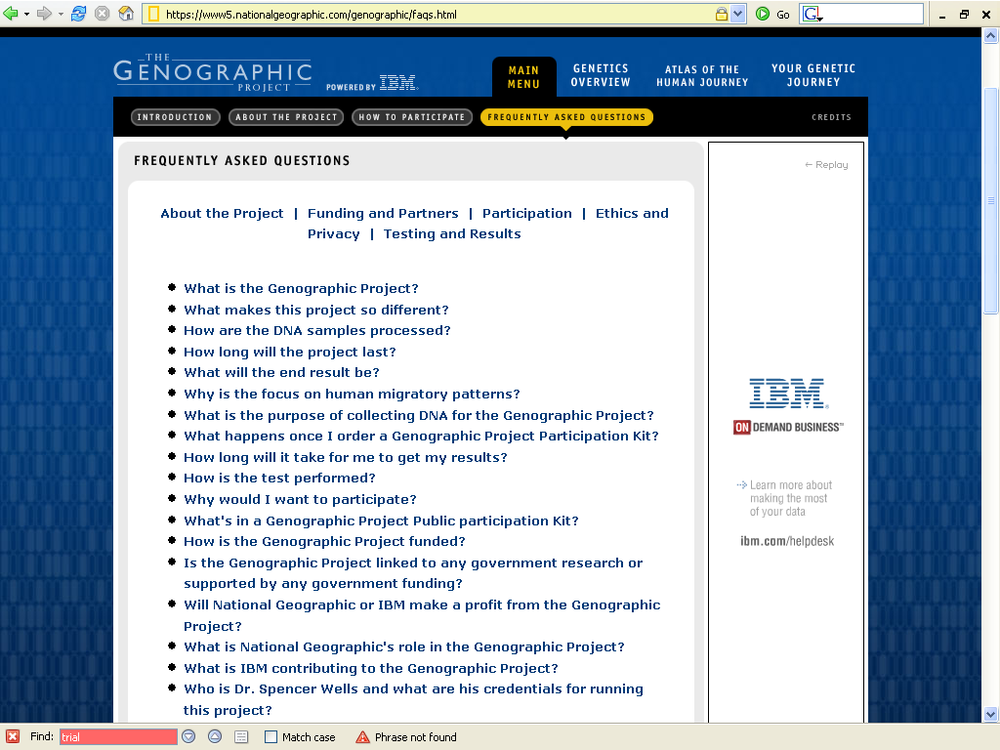 https://www5.nationalgeographic.com/genographic/faqs.html
Go
G
THE
GENOGRAPHIC
PROJECT
POWERED BY IBM
MAIN MENU
GENETICS OVERVIEW
ATLAS OF THE HUMAN JOURNEY
YOUR GENETIC JOURNEY
INTRODUCTION
ABOUT THE PROJECT
HOW TO PARTICIPATE
FREQUENTLY ASKED QUESTIONS
CREDITS
FREQUENTLY ASKED QUESTIONS
About the Project | Funding and Partners | Participation | Ethics and
Privacy | Testing and Results
What is the Genographic Project?
What makes this project so different?
How are the DNA samples processed?
How long will the project last?
What will the end result be?
Why is the focus on human migratory patterns?
What is the purpose of collecting DNA for the Genographic Project?
What happens once I order a Genographic Project Participation Kit?
How long will it take for me to get my results?
How is the test performed?
Why would I want to participate?
What's in a Genographic Project Public participation Kit?
How is the Genographic Project funded?
Is the Genographic Project linked to any government research or
supported by any government funding?
Will National Geographic or IBM make a profit from the Genographic
Project?
What is National Geographic's role in the Genographic Project?
What is IBM contributing to the Genographic Project?
Who is Dr. Spencer Wells and what are his credentials for running
this project?
← Replay
IBM®
ON DEMAND BUSINESS™
Learn more about
making the most
of your data
ibm.com/helpdesk
Find: trial
Match case
Phrase not found